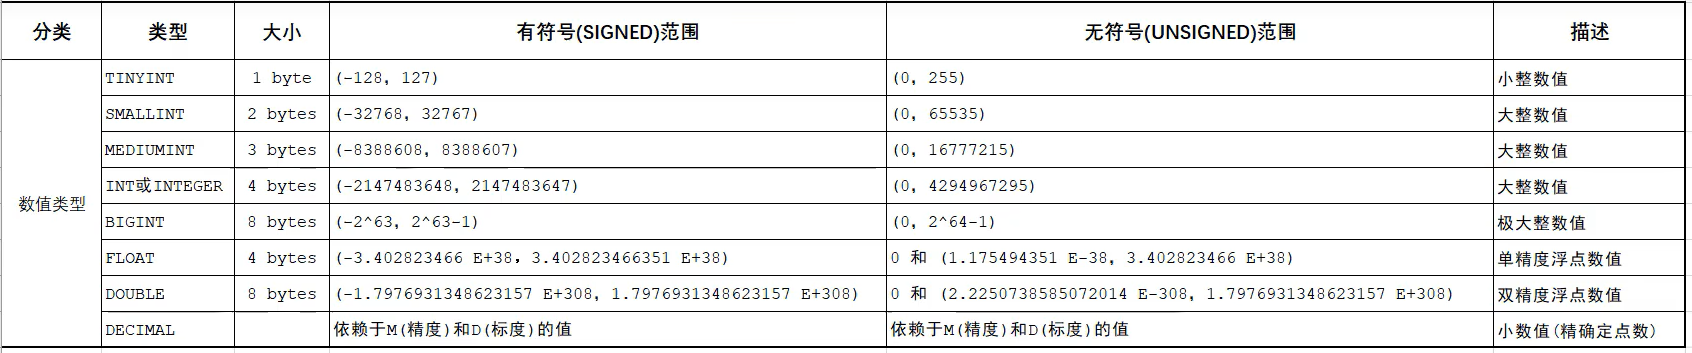 分类 类型 大小 有符号(SIGNED)范围 无符号(UNSIGNED)范围 描述
数值类型
TINYINT 1 byte (-128, 127) (0, 255) 小整数值
SMALLINT 2 bytes (-32768, 32767) (0, 65535) 大整数值
MEDIUMINT 3 bytes (-8388608, 8388607) (0, 16777215) 大整数值
INT或INTEGER 4 bytes (-2147483648, 2147483647) (0, 4294967295) 大整数值
BIGINT 8 bytes (-2^63, 2^63-1) (0, 2^64-1) 极大整数值
FLOAT 4 bytes (-3.402823466 E+38, 3.402823466351 E+38) 0 和 (1.175494351 E-38, 3.402823466 E+38) 单精度浮点数值
DOUBLE 8 bytes (-1.7976931348623157 E+308, 1.7976931348623157 E+308) 0 和 (2.2250738585072014 E-308, 1.7976931348623157 E+308) 双精度浮点数值
DECIMAL 依赖于M(精度)和D(标度)的值 依赖于M(精度)和D(标度)的值 小数值(精确定点数)